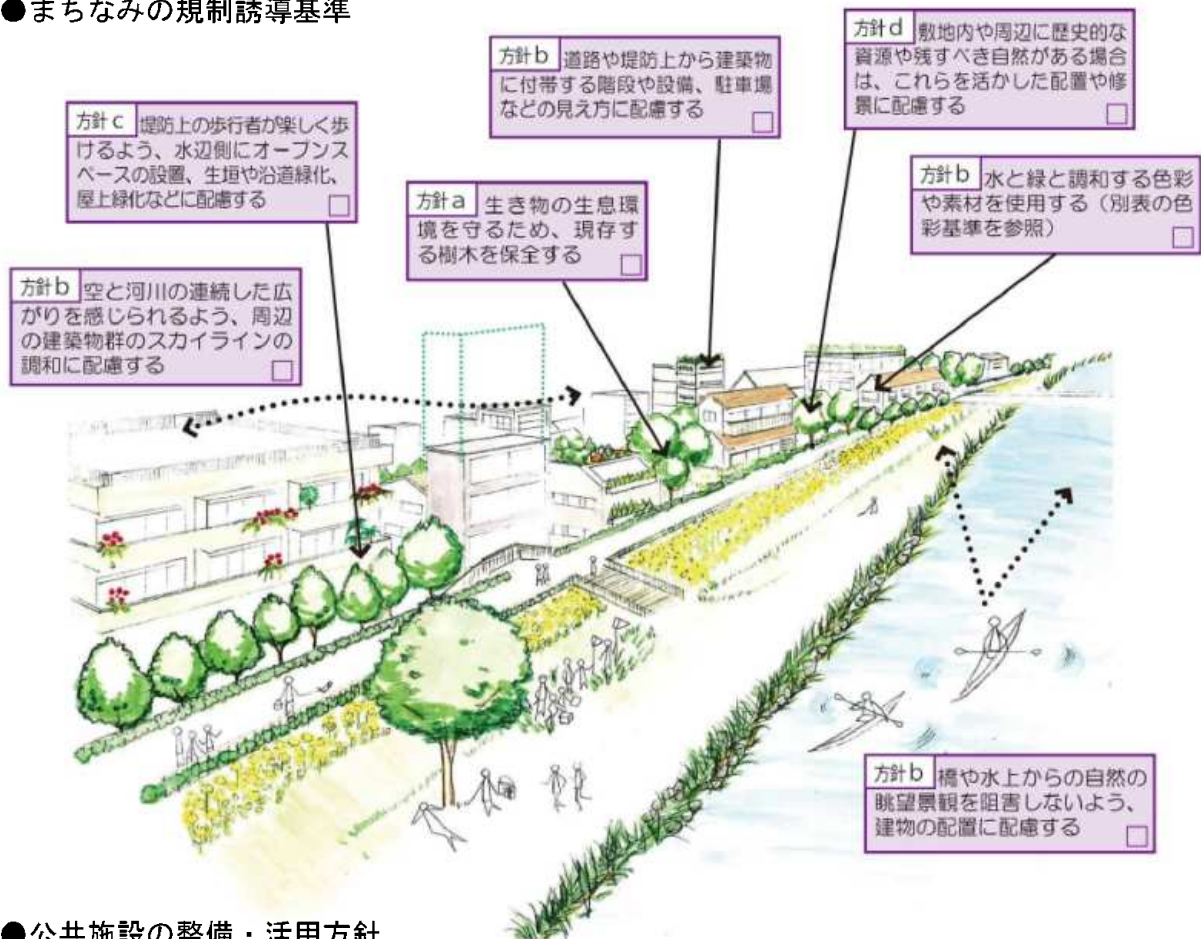 ●まちなみの規制誘導基準
方針d 敷地内や周辺に歴史的な
資源や残すべき自然がある場合
は、これらを活かした配置や修
景に配慮する
方針b 道路や堤防上から建築物
に付帯する階段や設備、駐車場
などの見え方に配慮する
方針c 堤防上の歩行者が楽しく歩
けるよう、水辺側にオープンス
ペースの設置、生垣や沿道緑化、
屋上緑化などに配慮する
方針b 水と緑と調和する色彩
や素材を使用する（別表の色
彩基準を参照）
方針a 生き物の生息環
境を守るため、現存す
る樹木を保全する
方針b 空と河川の連続した広
がりを感じられるよう、周辺
の建築物群のスカイラインの
調和に配慮する
方針b 橋や水上からの自然の
眺望景観を阻害しないよう、
建物の配置に配慮する
●公共施設の整備・活用方針